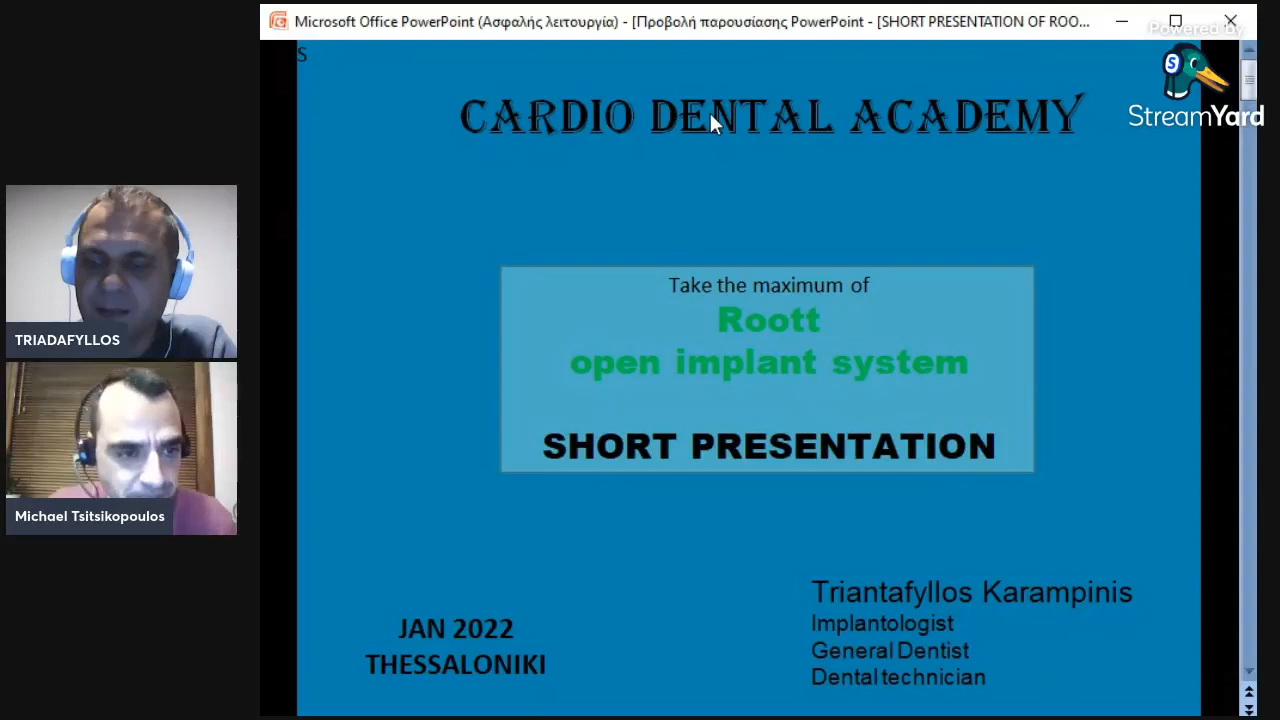 Microsoft Office PowerPoint (Ασφαλής λειτουργία) - [Προβολή παρουσίασης PowerPoint - [SHORT PRESENTATION OF ROO...
Powered by
StreamYard
S
S
CARDIO DENTAL ACADEMY
Take the maximum of
Roott
open implant system
SHORT PRESENTATION
TRIADAFYLLOS
Michael Tsitsikopoulos
JAN 2022
THESSALONIKI
Triantafyllos Karampinis
Implantologist
General Dentist
Dental technician